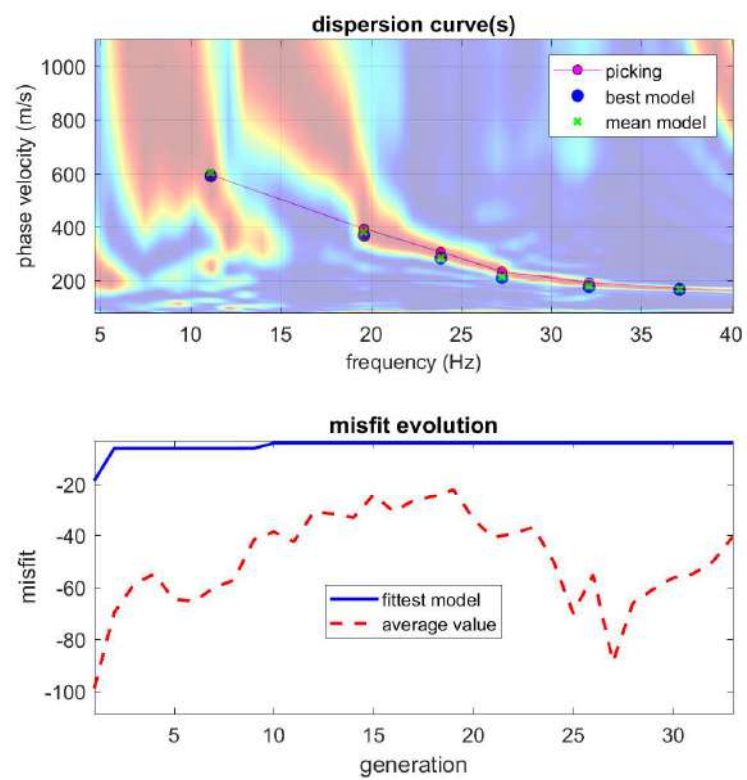 dispersion curve(s)
1000
800
600
400
200
phase velocity (m/s)
picking
best model
mean model
5 10 15 20 25 30 35 40
frequency (Hz)
misfit evolution
-20
-40
-60
-80
-100
misfit
fittest model
average value
5 10 15 20 25 30
generation